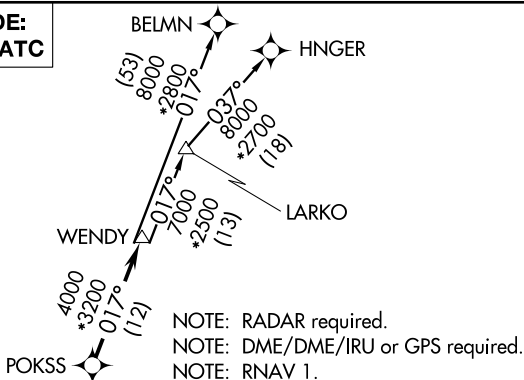 DE:
ATC
BELMN
HNGER
(53)
8000
*2800
017°
037°
8000
*2700
(18)
LARKO
017°
7000
*2500
(13)
WENDY
4000
*3200
017°
(12)
POKSS
NOTE: RADAR required.
NOTE: DME/DME/IRU or GPS required.
NOTE: RNAV 1.